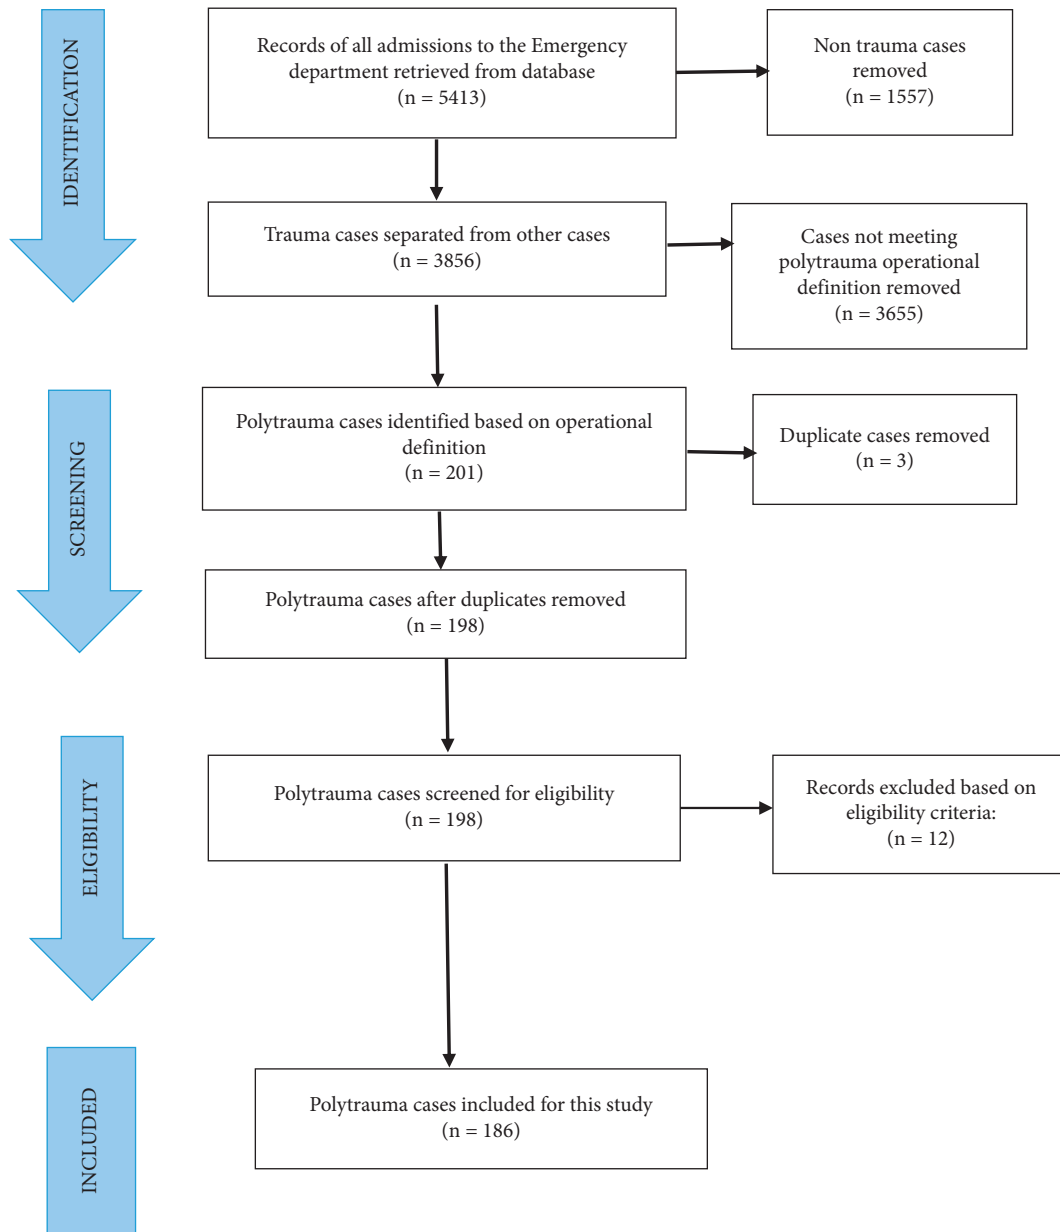 IDENTIFICATION
Records of all admissions to the Emergency
department retrieved from database
(n = 5413)
Non trauma cases
removed
(n = 1557)
Trauma cases separated from other cases
(n = 3856)
Cases not meeting
polytrauma operational
definition removed
(n = 3655)
SCREENING
Polytrauma cases identified based on operational
definition
(n = 201)
Duplicate cases removed
(n = 3)
Polytrauma cases after duplicates removed
(n = 198)
ELIGIBILITY
Polytrauma cases screened for eligibility
(n = 198)
Records excluded based on
eligibility criteria:
(n = 12)
INCLUDED
Polytrauma cases included for this study
(n = 186)